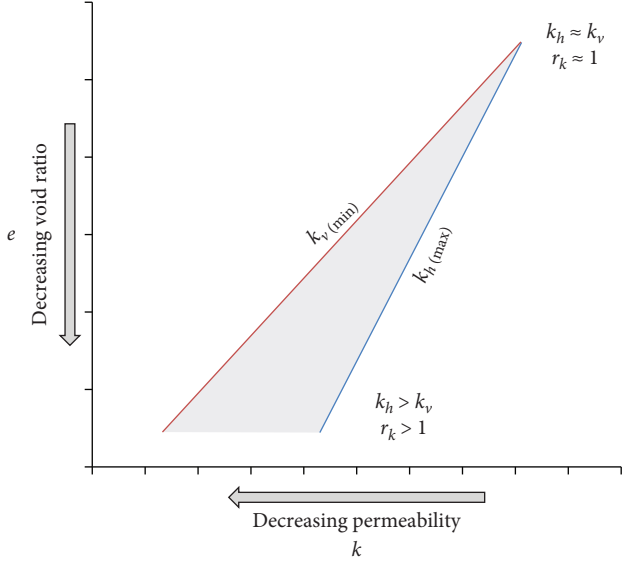 k_h ≈ k_v
r_k ≈ 1
e
Decreasing void ratio
k_v (min)
k_h (max)
k_h > k_v
r_k > 1
Decreasing permeability
k